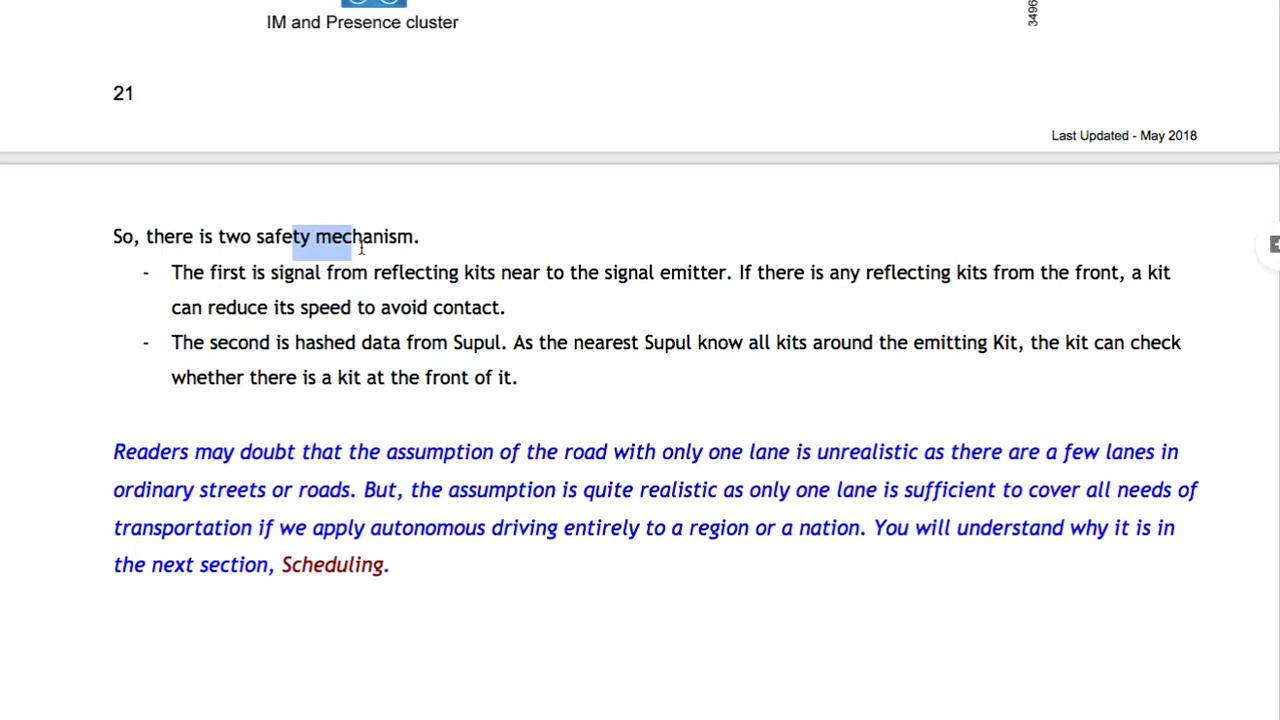 IM and Presence cluster
3496
21
Last Updated - May 2018
So, there is two safety mechanism.
- The first is signal from reflecting kits near to the signal emitter. If there is any reflecting kits from the front, a kit
can reduce its speed to avoid contact.
- The second is hashed data from Supul. As the nearest Supul know all kits around the emitting Kit, the kit can check
whether there is a kit at the front of it.
Readers may doubt that the assumption of the road with only one lane is unrealistic as there are a few lanes in
ordinary streets or roads. But, the assumption is quite realistic as only one lane is sufficient to cover all needs of
transportation if we apply autonomous driving entirely to a region or a nation. You will understand why it is in
the next section, Scheduling.